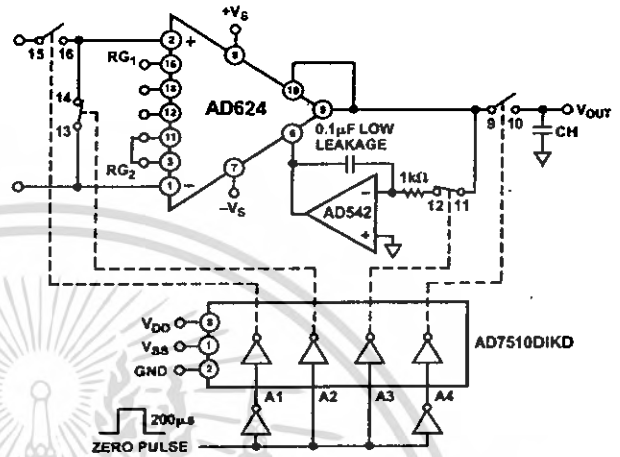 +VS
15 16
2 +
RG1
16
13
12
11
3
RG2
1 −
14
13
AD624
8
7
−VS
10
9
6
0.1µF LOW
LEAKAGE
AD542
−
+
1kΩ
12 11
9 10
VOUT
CH
VDD 8
VSS 1
GND 2
AD7510DIKD
A1 A2 A3 A4
200µs
ZERO PULSE